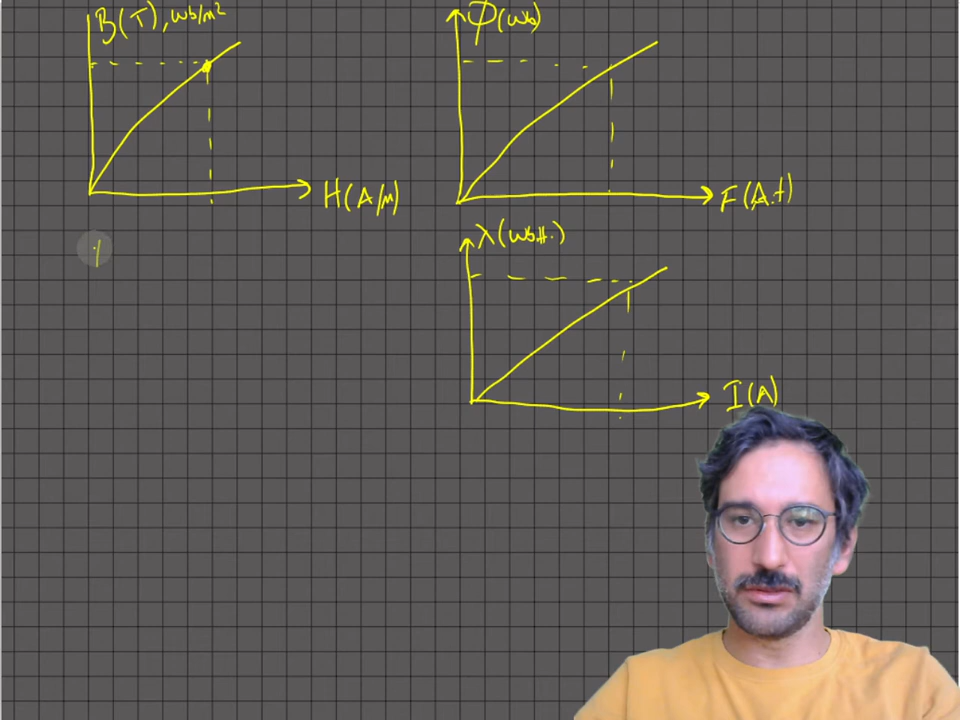 B(T), Wb/m²
H(A/m)
Φ(Wb)
F(A.t)
λ(Wb.t.)
I(A)